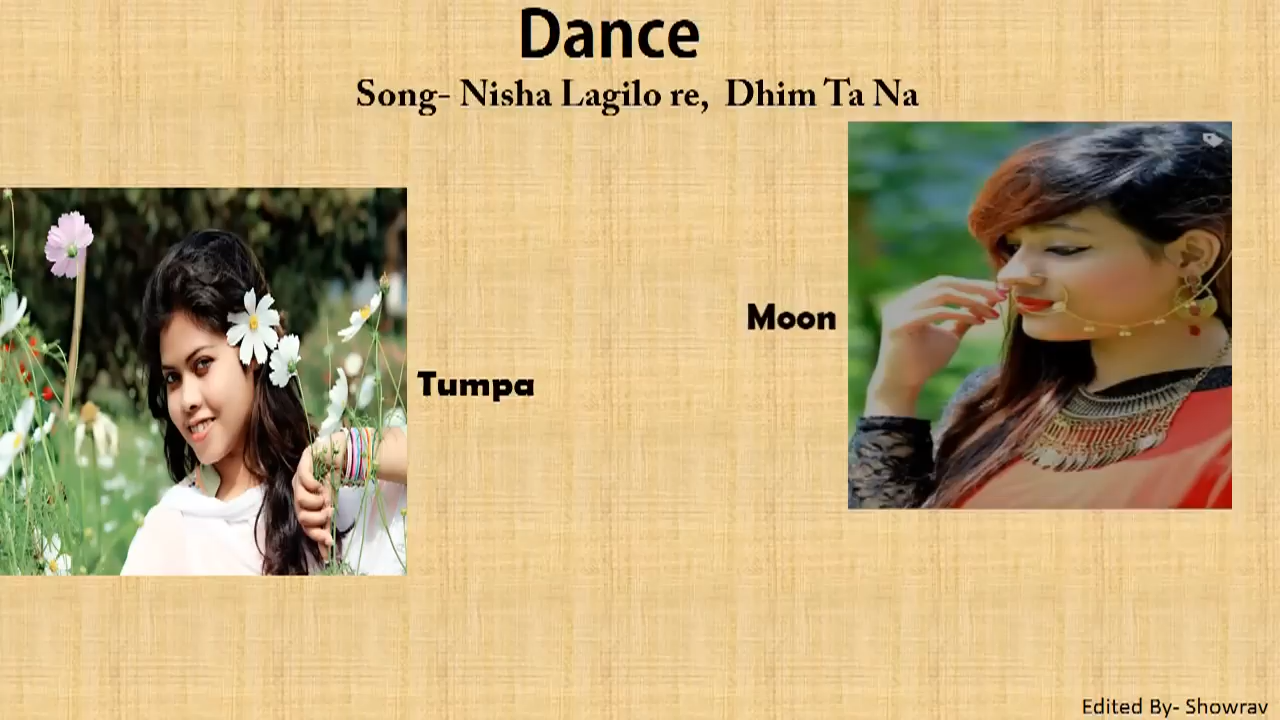 Dance
Song- Nisha Lagilo re, Dhim Ta Na
Moon
Tumpa
Edited By- Showrav